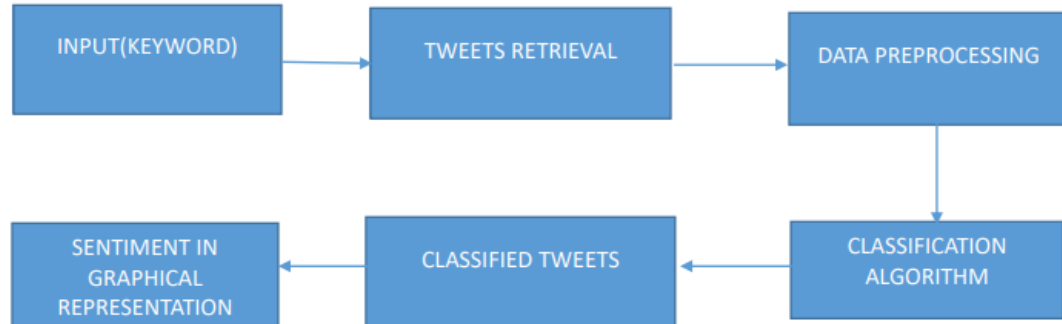 INPUT(KEYWORD)
TWEETS RETRIEVAL
DATA PREPROCESSING
CLASSIFICATION
ALGORITHM
CLASSIFIED TWEETS
SENTIMENT IN
GRAPHICAL
REPRESENTATION